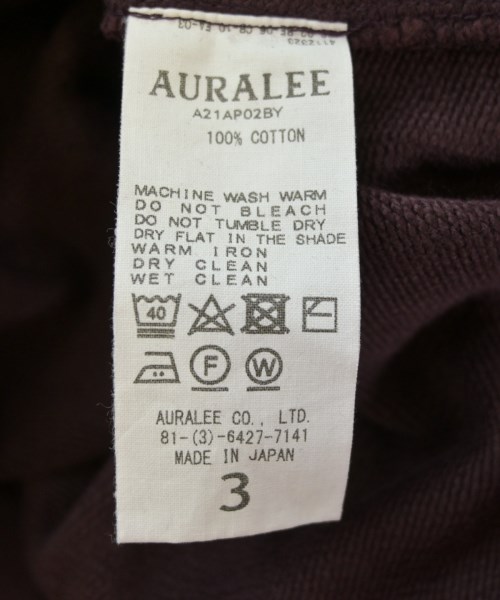 AURALEE
A21AP02BY
100% COTTON
MACHINE WASH WARM
DO NOT BLEACH
DO NOT TUMBLE DRY
DRY FLAT IN THE SHADE
WARM IRON
DRY CLEAN
WET CLEAN
40
F W
AURALEE CO., LTD.
81-(3)-6427-7141
MADE IN JAPAN
3